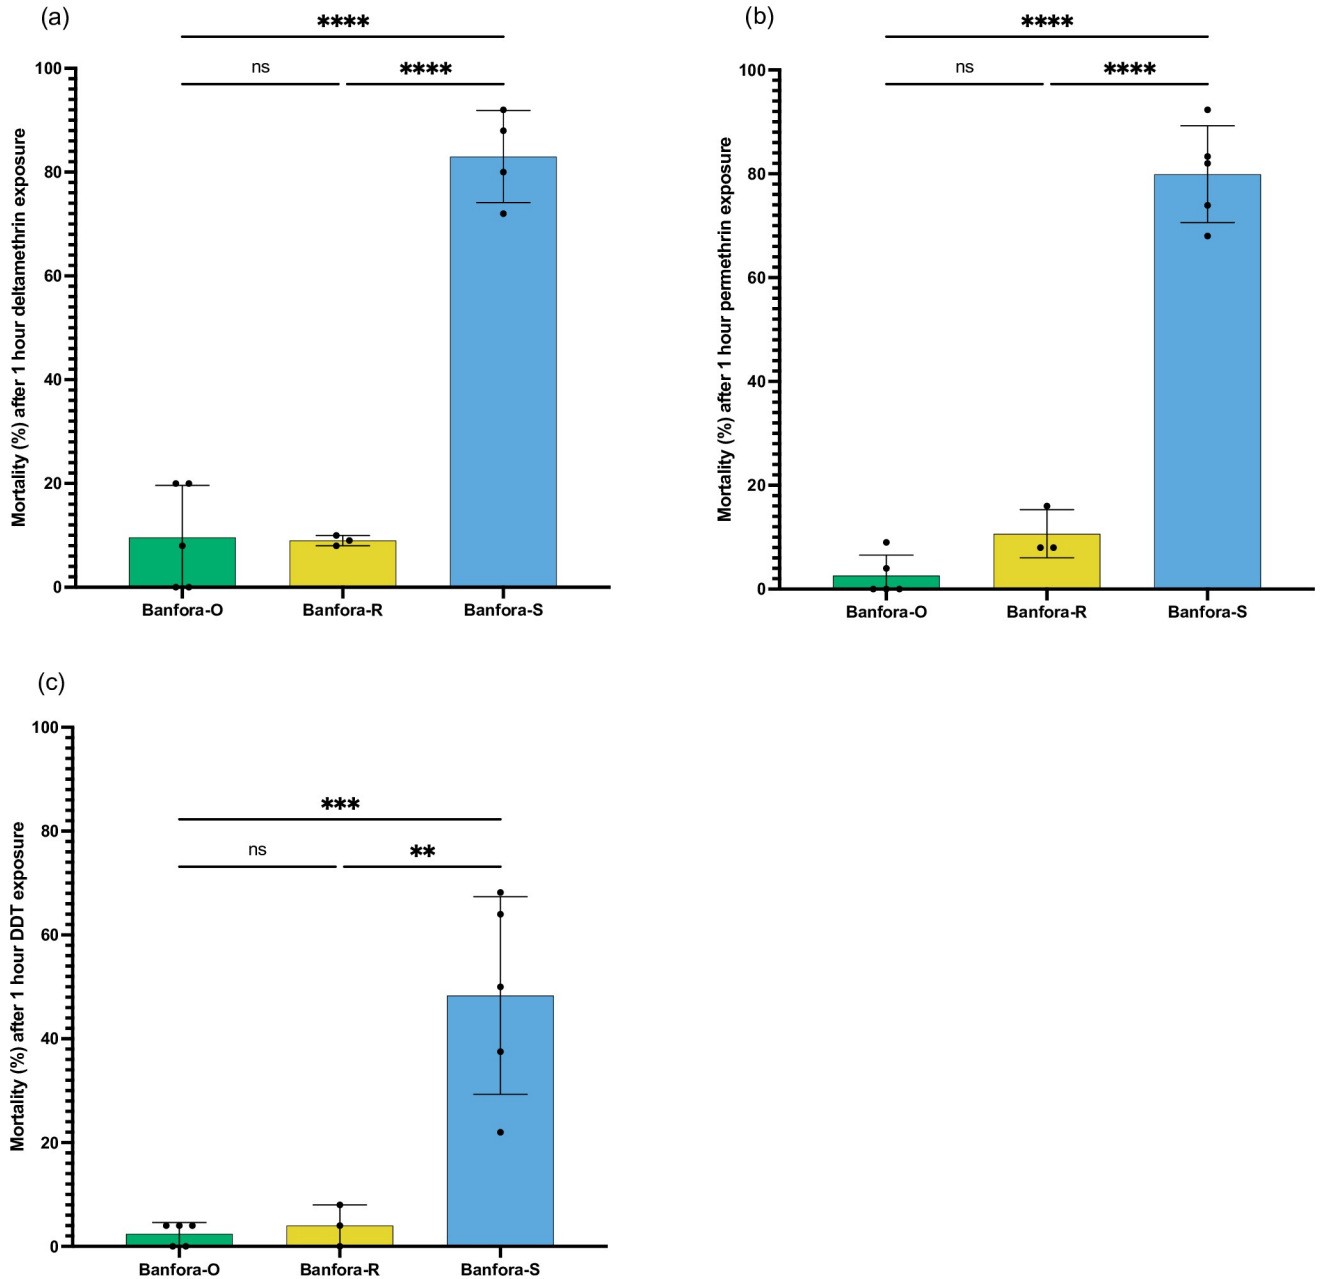 (a)
****
ns
****
Mortality (%) after 1 hour deltamethrin exposure
100
80
60
40
20
0
Banfora-O
Banfora-R
Banfora-S
(b)
****
ns
****
Mortality (%) after 1 hour permethrin exposure
100
80
60
40
20
0
Banfora-O
Banfora-R
Banfora-S
(c)
***
ns
**
Mortality (%) after 1 hour DDT exposure
100
80
60
40
20
0
Banfora-O
Banfora-R
Banfora-S